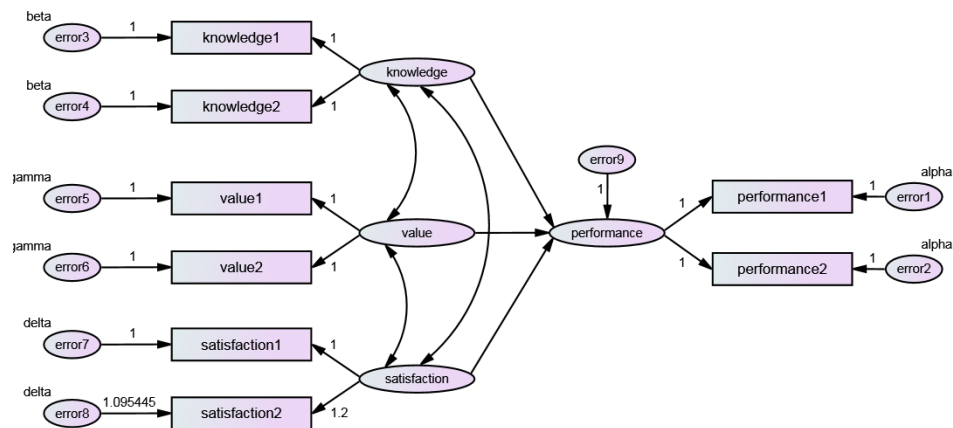 beta
error3
1
knowledge1
1
knowledge
beta
error4
1
knowledge2
1
error9
1
gamma
error5
1
value1
1
value
gamma
error6
1
value2
1
performance
1
performance1
1
error1
alpha
1
performance2
1
error2
alpha
delta
error7
1
satisfaction1
1
satisfaction
delta
error8
1.095445
satisfaction2
1.2